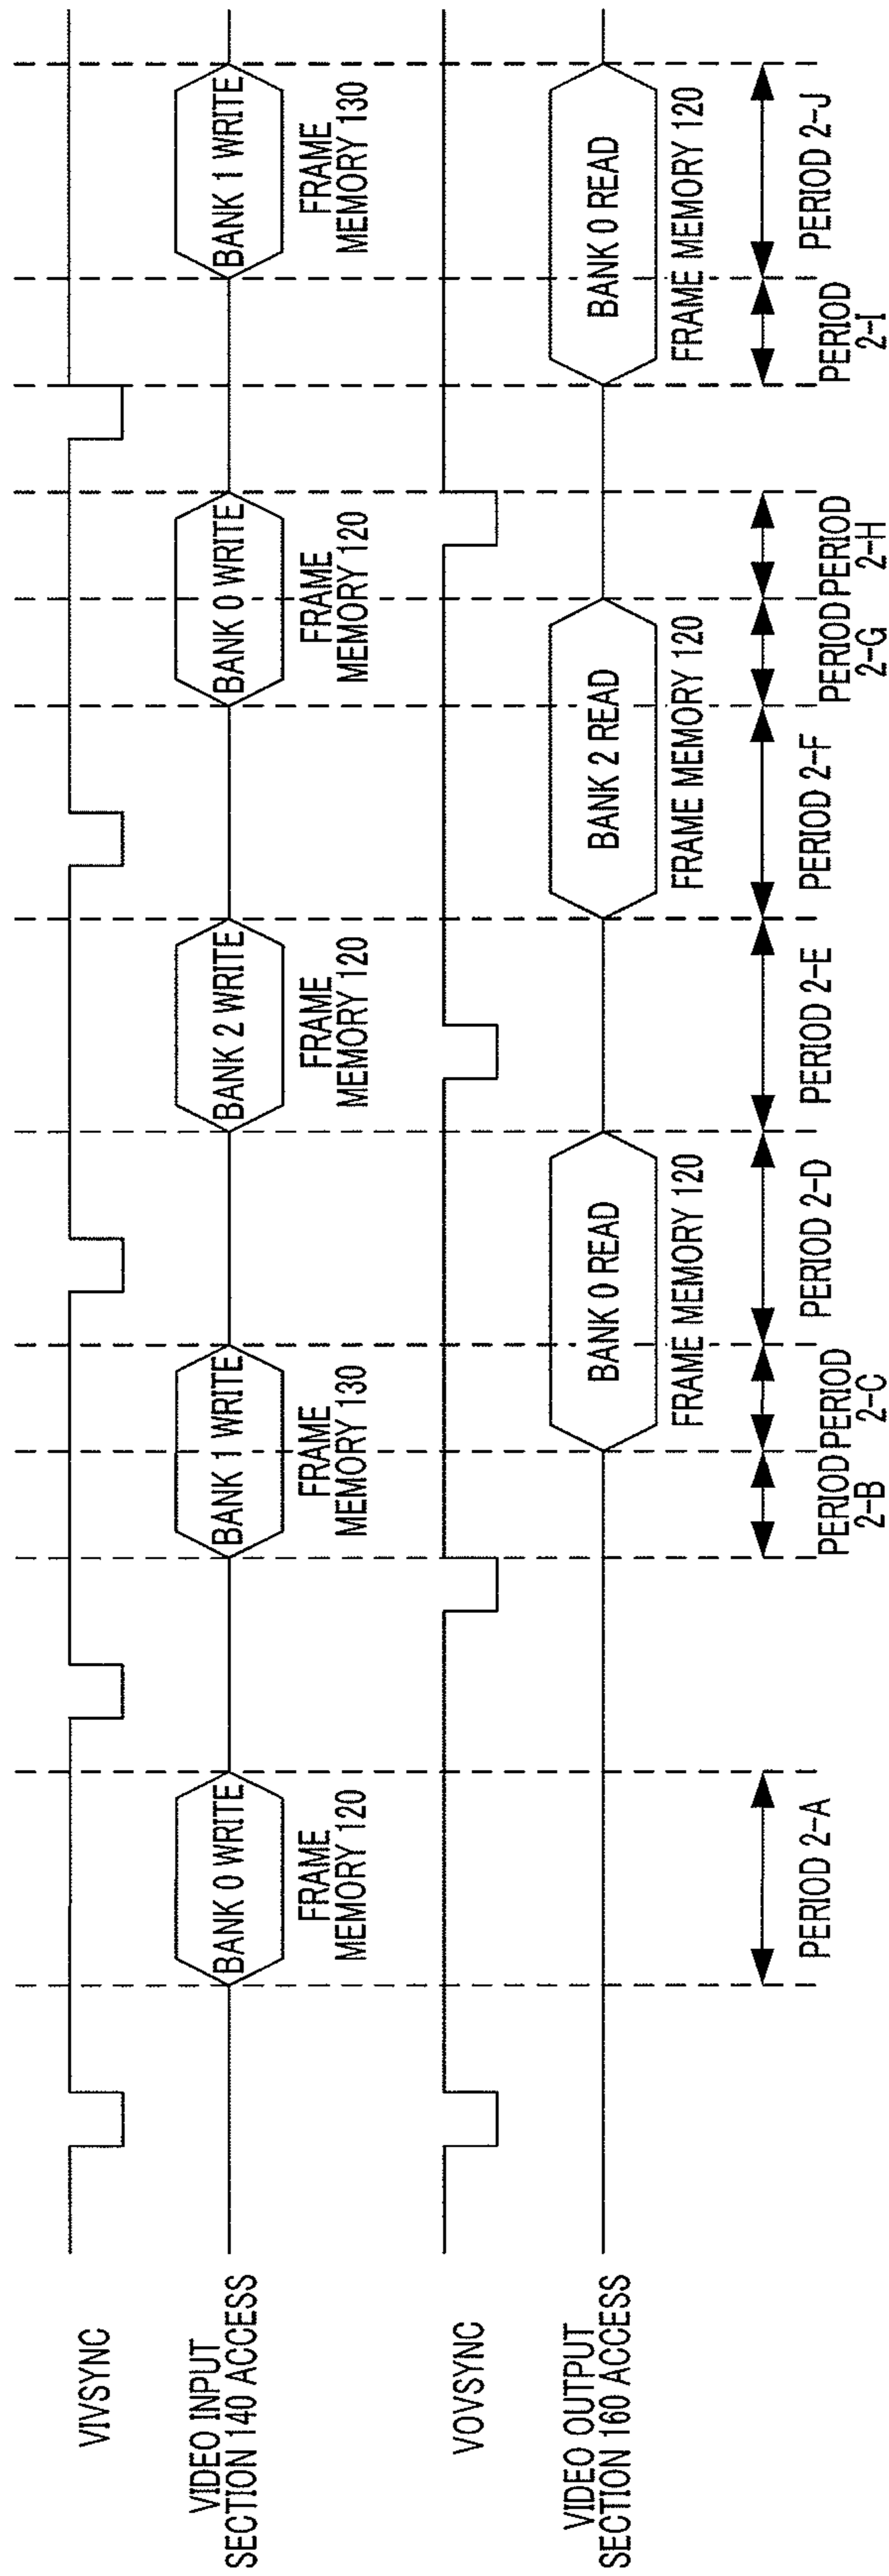 VIVSYNC
BANK 0 WRITE
BANK 1 WRITE
BANK 2 WRITE
BANK 0 WRITE
BANK 1 WRITE
VIDEO INPUT
SECTION 140 ACCESS
FRAME
MEMORY 120
FRAME
MEMORY 130
FRAME
MEMORY 120
FRAME
MEMORY 120
FRAME
MEMORY 130
VOVSYNC
BANK 0 READ
BANK 2 READ
BANK 0 READ
VIDEO OUTPUT
SECTION 160 ACCESS
FRAME MEMORY 120
FRAME MEMORY 120
FRAME MEMORY 120
PERIOD 2-A
PERIOD
2-B
PERIOD
2-C
PERIOD 2-D
PERIOD 2-E
PERIOD 2-F
PERIOD
2-G
PERIOD
2-H
PERIOD
2-I
PERIOD 2-J